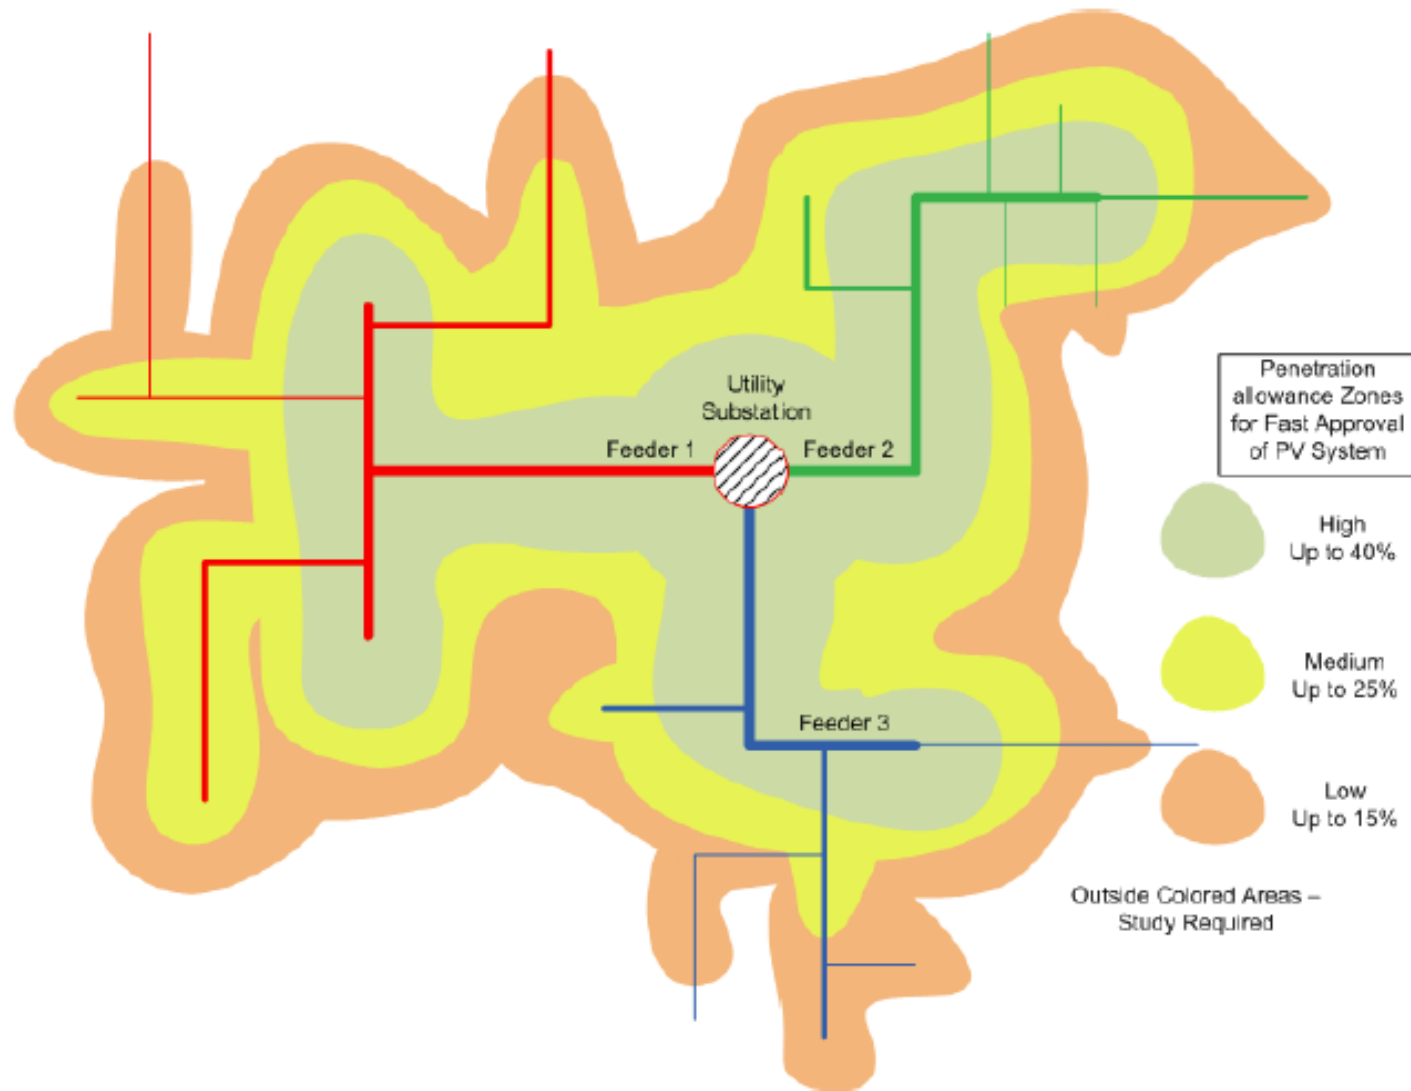 Utility
Substation
Feeder 1
Feeder 2
Feeder 3
Penetration
allowance Zones
for Fast Approval
of PV System
High
Up to 40%
Medium
Up to 25%
Low
Up to 15%
Outside Colored Areas –
Study Required